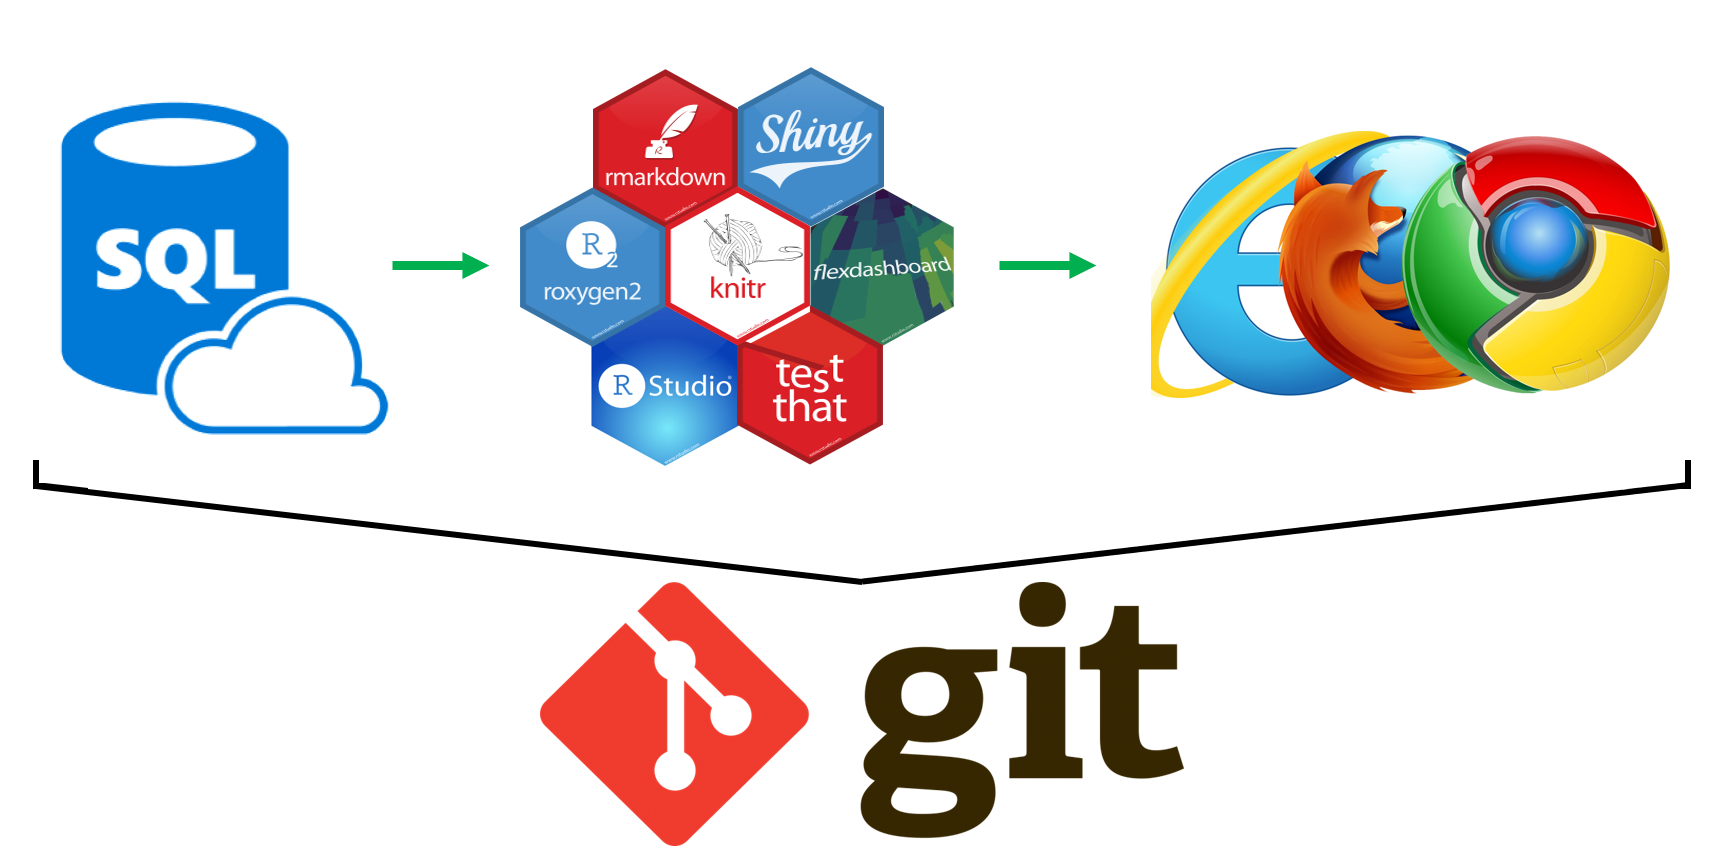 SQL
rmarkdown
Shiny
R
2
roxygen2
knitr
flexdashboard
R Studio
test
that
git